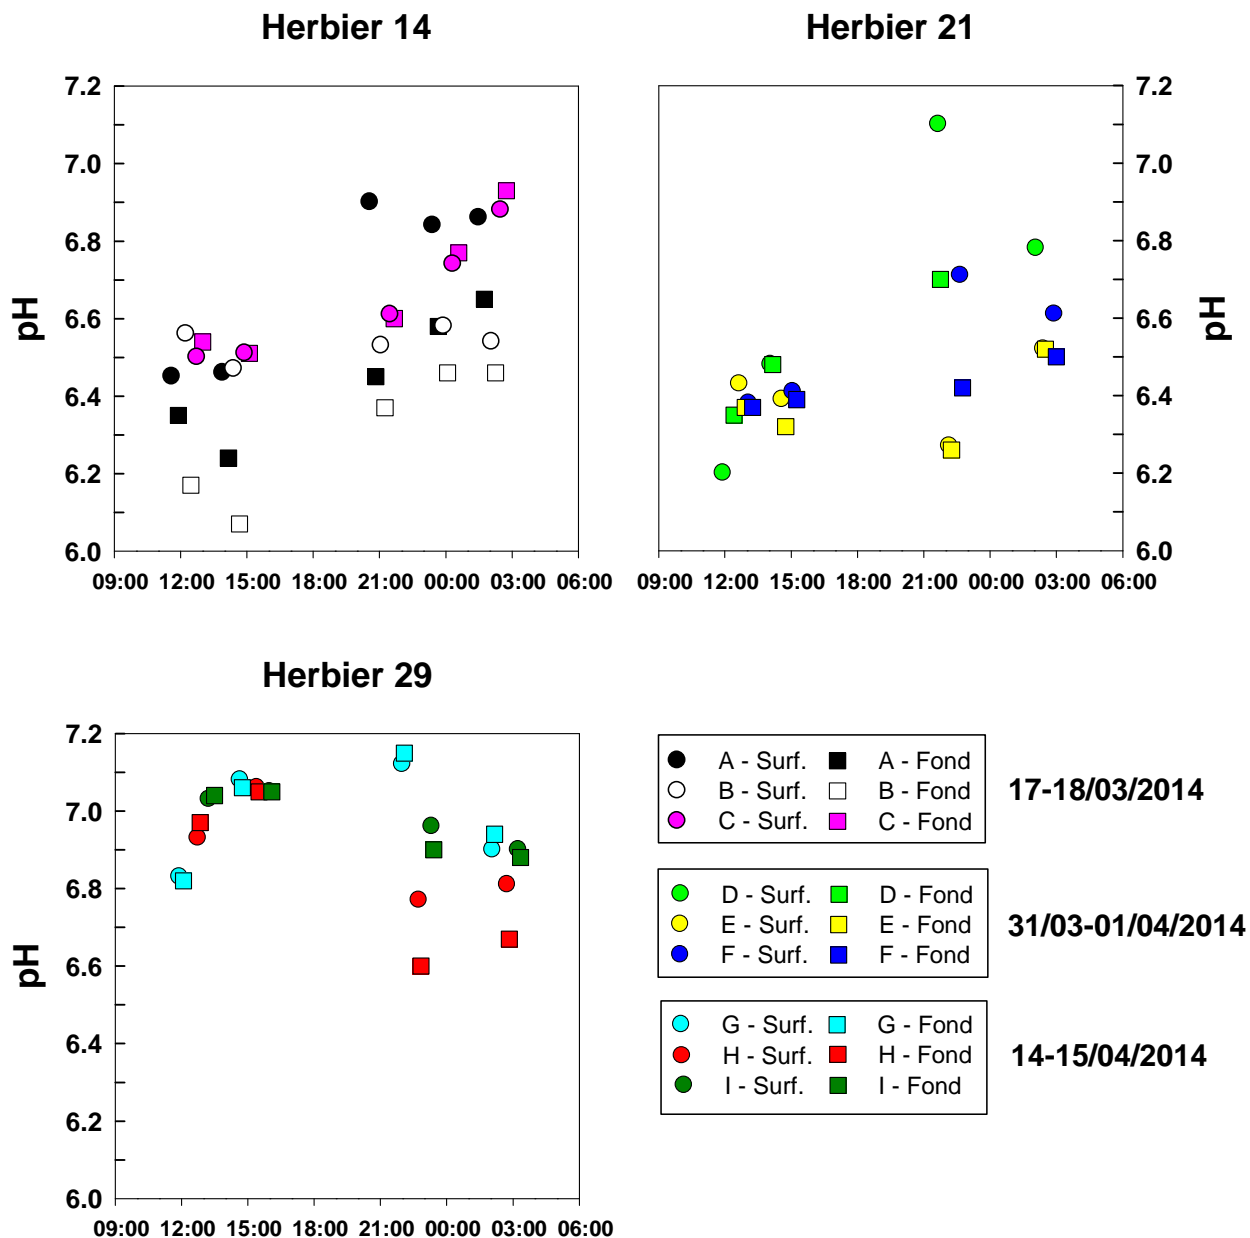 Herbier 14
Herbier 21
7.2
7.0
6.8
6.6
6.4
6.2
6.0
pH
09:00 12:00 15:00 18:00 21:00 00:00 03:00 06:00
7.2
7.0
6.8
6.6
6.4
6.2
6.0
pH
09:00 12:00 15:00 18:00 21:00 00:00 03:00 06:00
Herbier 29
7.2
7.0
6.8
6.6
6.4
6.2
6.0
pH
09:00 12:00 15:00 18:00 21:00 00:00 03:00 06:00
A - Surf. A - Fond
B - Surf. B - Fond
C - Surf. C - Fond
17-18/03/2014
D - Surf. D - Fond
E - Surf. E - Fond
F - Surf. F - Fond
31/03-01/04/2014
G - Surf. G - Fond
H - Surf. H - Fond
I - Surf. I - Fond
14-15/04/2014